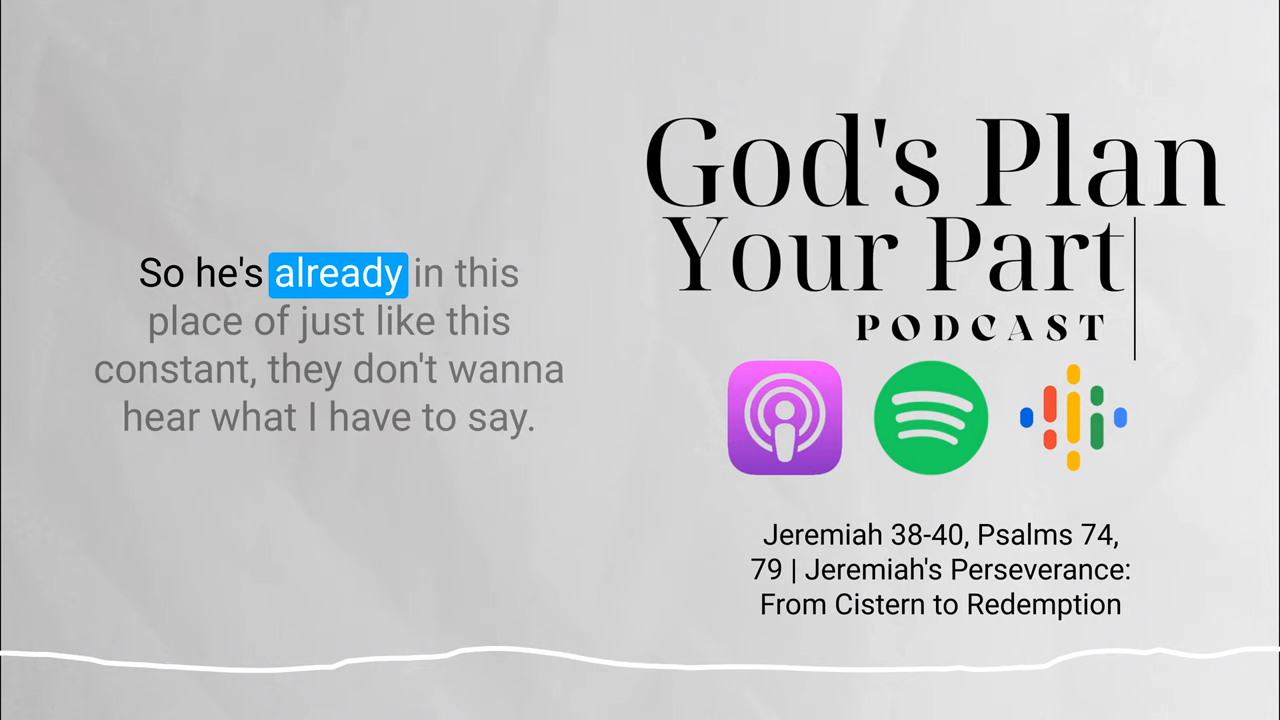 So he's already in this
place of just like this
constant, they don't wanna
hear what I have to say.
God's Plan
Your Part
PODCAST
Jeremiah 38-40, Psalms 74,
79 | Jeremiah's Perseverance:
From Cistern to Redemption